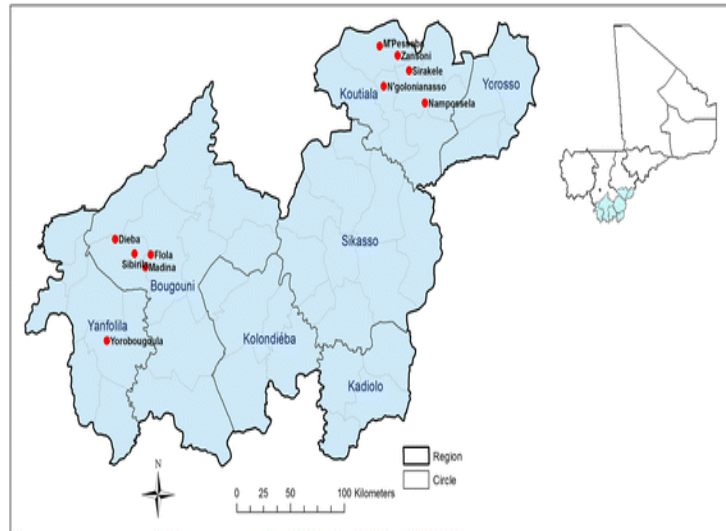 M'Pessoba
Zansoni
Sirakele
Koutiala
N'golonianasso
Yorosso
Nampossela
Dieba
Flola
Sibirila
Madina
Sikasso
Bougouni
Yanfolila
Kolondiéba
Yorobougoula
Kadiolo
Region
Circle
N
0 25 50 100 Kilometers